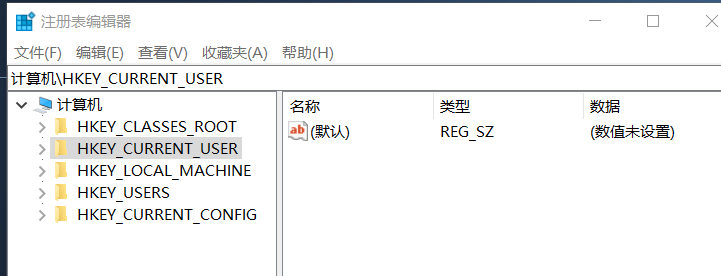 注册表编辑器
文件(F) 编辑(E) 查看(V) 收藏夹(A) 帮助(H)
计算机\HKEY_CURRENT_USER
计算机
HKEY_CLASSES_ROOT
HKEY_CURRENT_USER
HKEY_LOCAL_MACHINE
HKEY_USERS
HKEY_CURRENT_CONFIG
名称 类型 数据
ab (默认) REG_SZ (数值未设置)